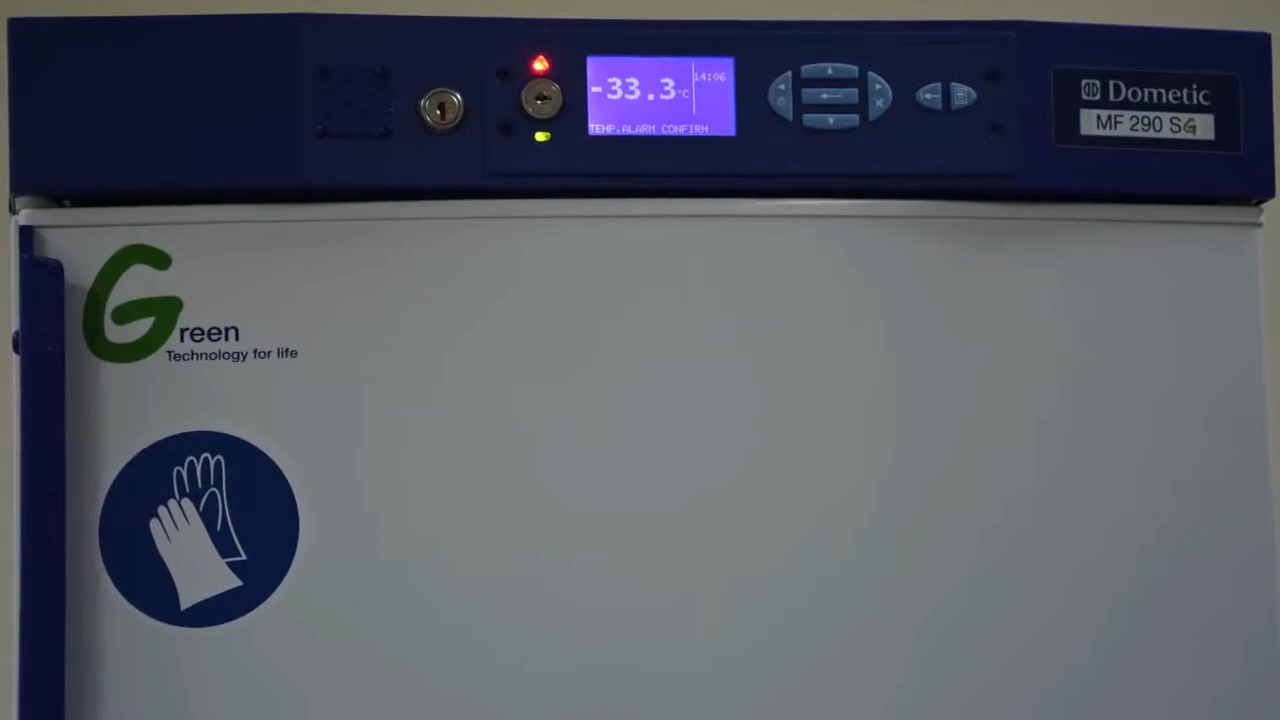 -33.3°C
14:06
TEMP.ALARM CONFIRM
Dometic
MF 290 SG
Green
Technology for life